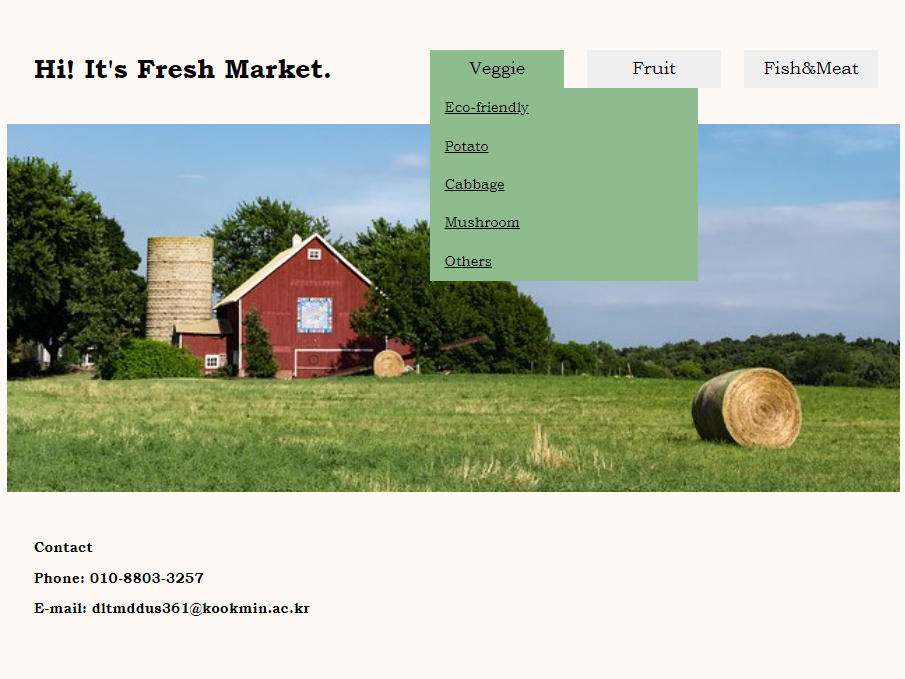 Hi! It's Fresh Market.
Veggie
Fruit
Fish&Meat
Eco-friendly
Potato
Cabbage
Mushroom
Others
Contact
Phone: 010-8803-3257
E-mail: dltmddus361@kookmin.ac.kr